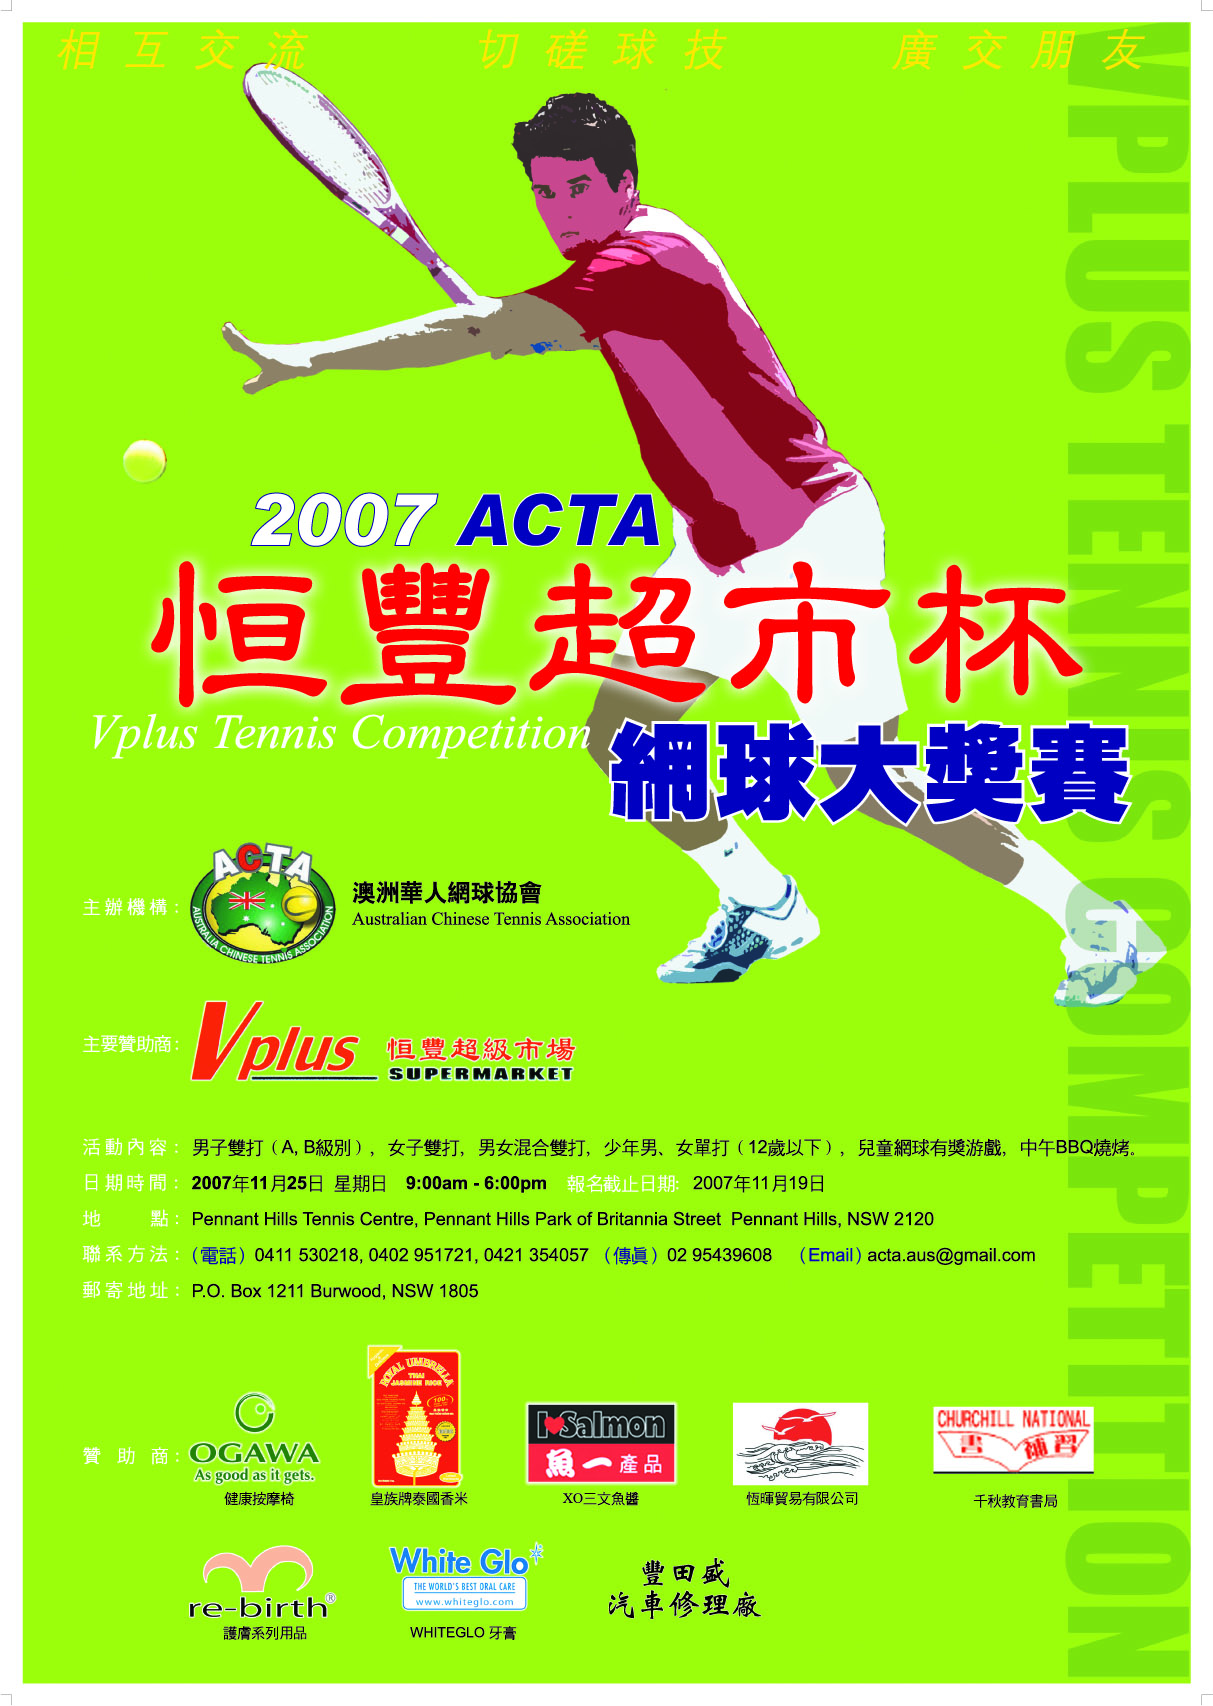 相互交流 切磋球技 廣交朋友
VPLUS TENNIS COMPETITION
2007 ACTA
恒豐超市杯
Vplus Tennis Competition
網球大獎賽
主辦機構：
ACTA
AUSTRALIA CHINESE TENNIS ASSOCIATION
澳洲華人網球協會
Australian Chinese Tennis Association
主要贊助商：
Vplus
恒豐超級市場
SUPERMARKET
活動內容： 男子雙打（A, B級別），女子雙打，男女混合雙打，少年男、女單打（12歲以下），兒童網球有獎游戲，中午BBQ燒烤。
日期時間： 2007年11月25日 星期日 9:00am - 6:00pm 報名截止日期: 2007年11月19日
地 點： Pennant Hills Tennis Centre, Pennant Hills Park of Britannia Street Pennant Hills, NSW 2120
聯系方法：（電話）0411 530218, 0402 951721, 0421 354057 （傳眞）02 95439608 （Email）acta.aus@gmail.com
郵寄地址： P.O. Box 1211 Burwood, NSW 1805
贊助商：
OGAWA
As good as it gets.
健康按摩椅
ROYAL UMBRELLA
THAI
JASMINE RICE
皇族牌泰國香米
I Salmon
魚一產品
XO三文魚醬
恆暉貿易有限公司
CHURCHILL NATIONAL
書 補習
千秋教育書局
re-birth®
護膚系列用品
White Glo
THE WORLD'S BEST ORAL CARE
www.whiteglo.com
WHITEGLO 牙膏
豐田盛
汽車修理廠